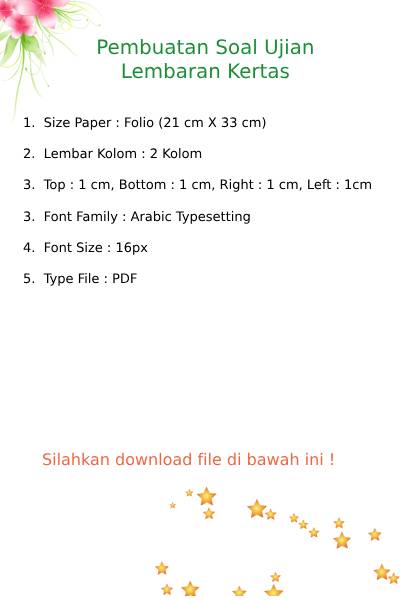 Pembuatan Soal Ujian
Lembaran Kertas
1. Size Paper : Folio (21 cm X 33 cm)
2. Lembar Kolom : 2 Kolom
3. Top : 1 cm, Bottom : 1 cm, Right : 1 cm, Left : 1cm
3. Font Family : Arabic Typesetting
4. Font Size : 16px
5. Type File : PDF
Silahkan download file di bawah ini !